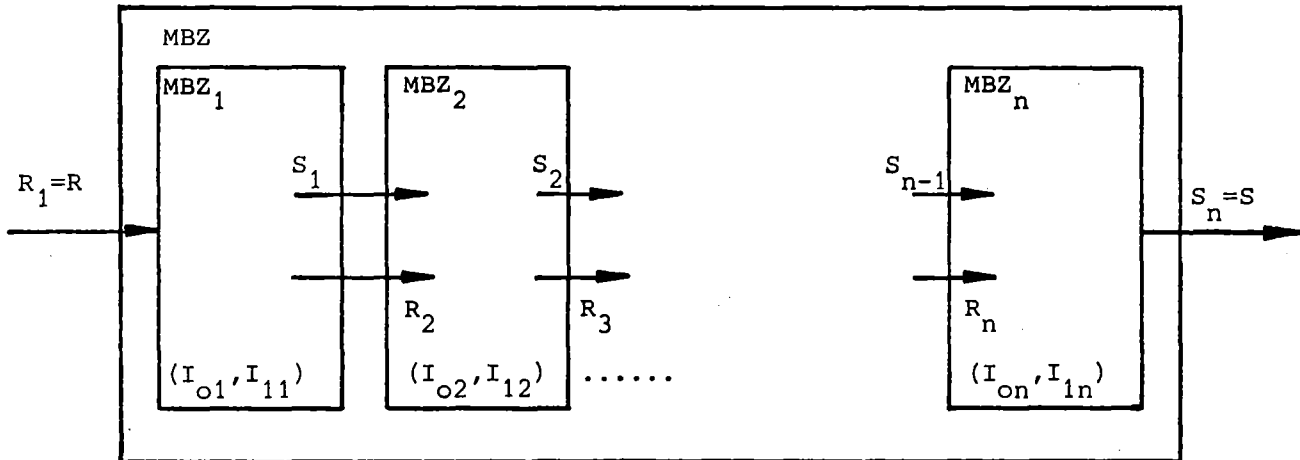 MBZ
MBZ₁ MBZ₂ MBZₙ
S₁ S₂ Sₙ₋₁
R₁=R Sₙ=S
R₂ R₃ Rₙ
(Iₒ₁,I₁₁) (Iₒ₂,I₁₂) ...... (Iₒₙ,I₁ₙ)